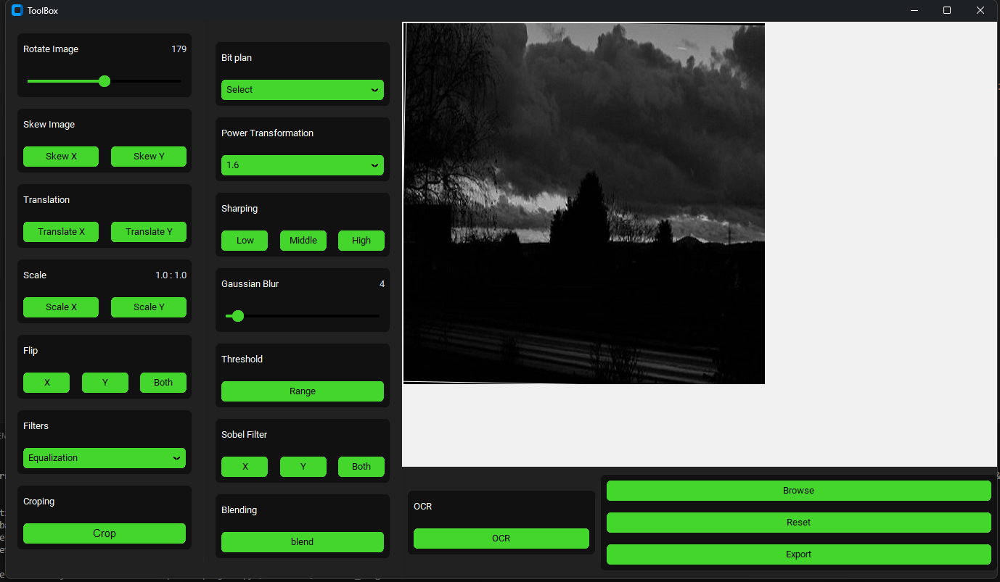 ToolBox
Rotate Image 179
Skew Image
Skew X Skew Y
Translation
Translate X Translate Y
Scale 1.0 : 1.0
Scale X Scale Y
Flip
X Y Both
Filters
Equalization
Croping
Crop
Bit plan
Select
Power Transformation
1.6
Sharping
Low Middle High
Gaussian Blur 4
Threshold
Range
Sobel Filter
X Y Both
Blending
blend
OCR
OCR
Browse
Reset
Export